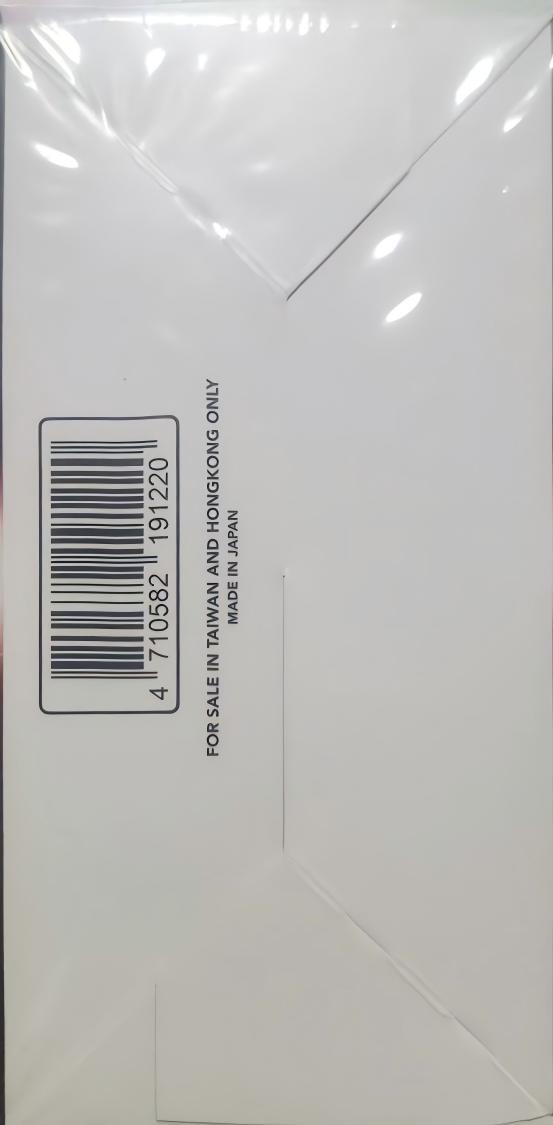 4 710582 191220
FOR SALE IN TAIWAN AND HONGKONG ONLY
MADE IN JAPAN